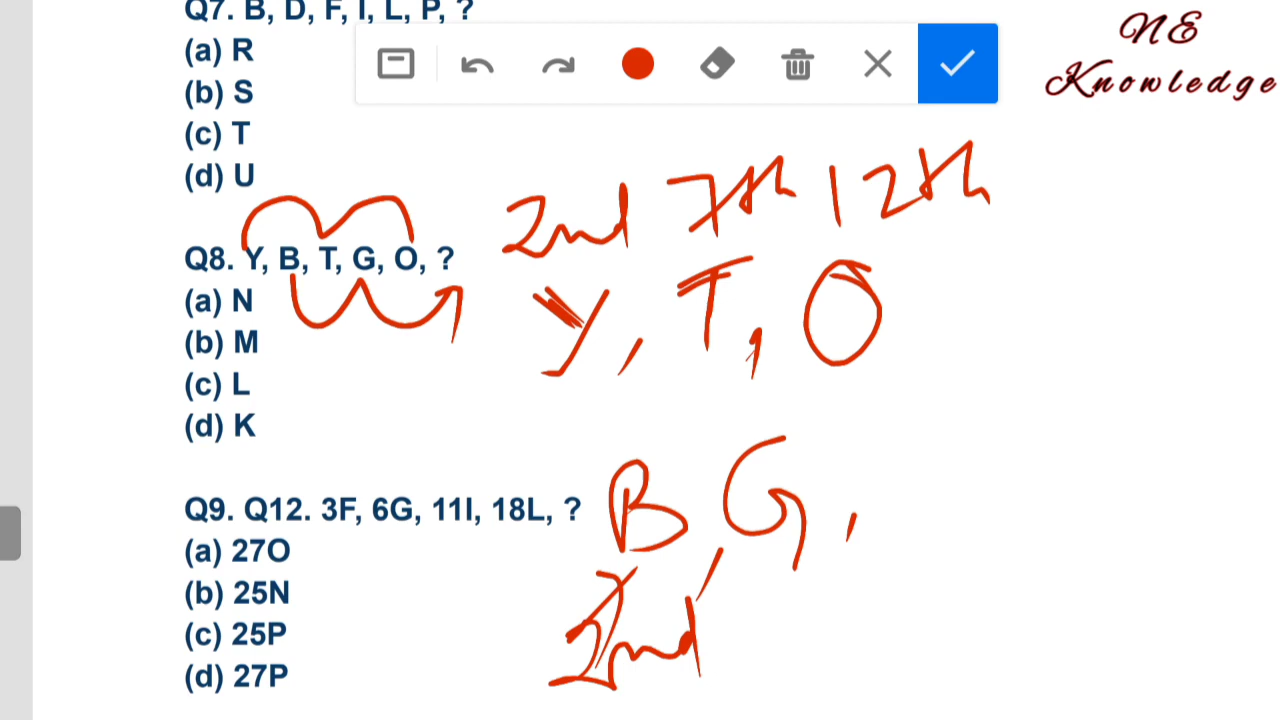 Q7. B, D, F, I, L, P, ?
(a) R
(b) S
(c) T
(d) U
NE
Knowledge
2nd 7th 12th
Y, T, O
Q8. Y, B, T, G, O, ?
(a) N
(b) M
(c) L
(d) K
B, G,
2nd
Q9. Q12. 3F, 6G, 11I, 18L, ?
(a) 27O
(b) 25N
(c) 25P
(d) 27P